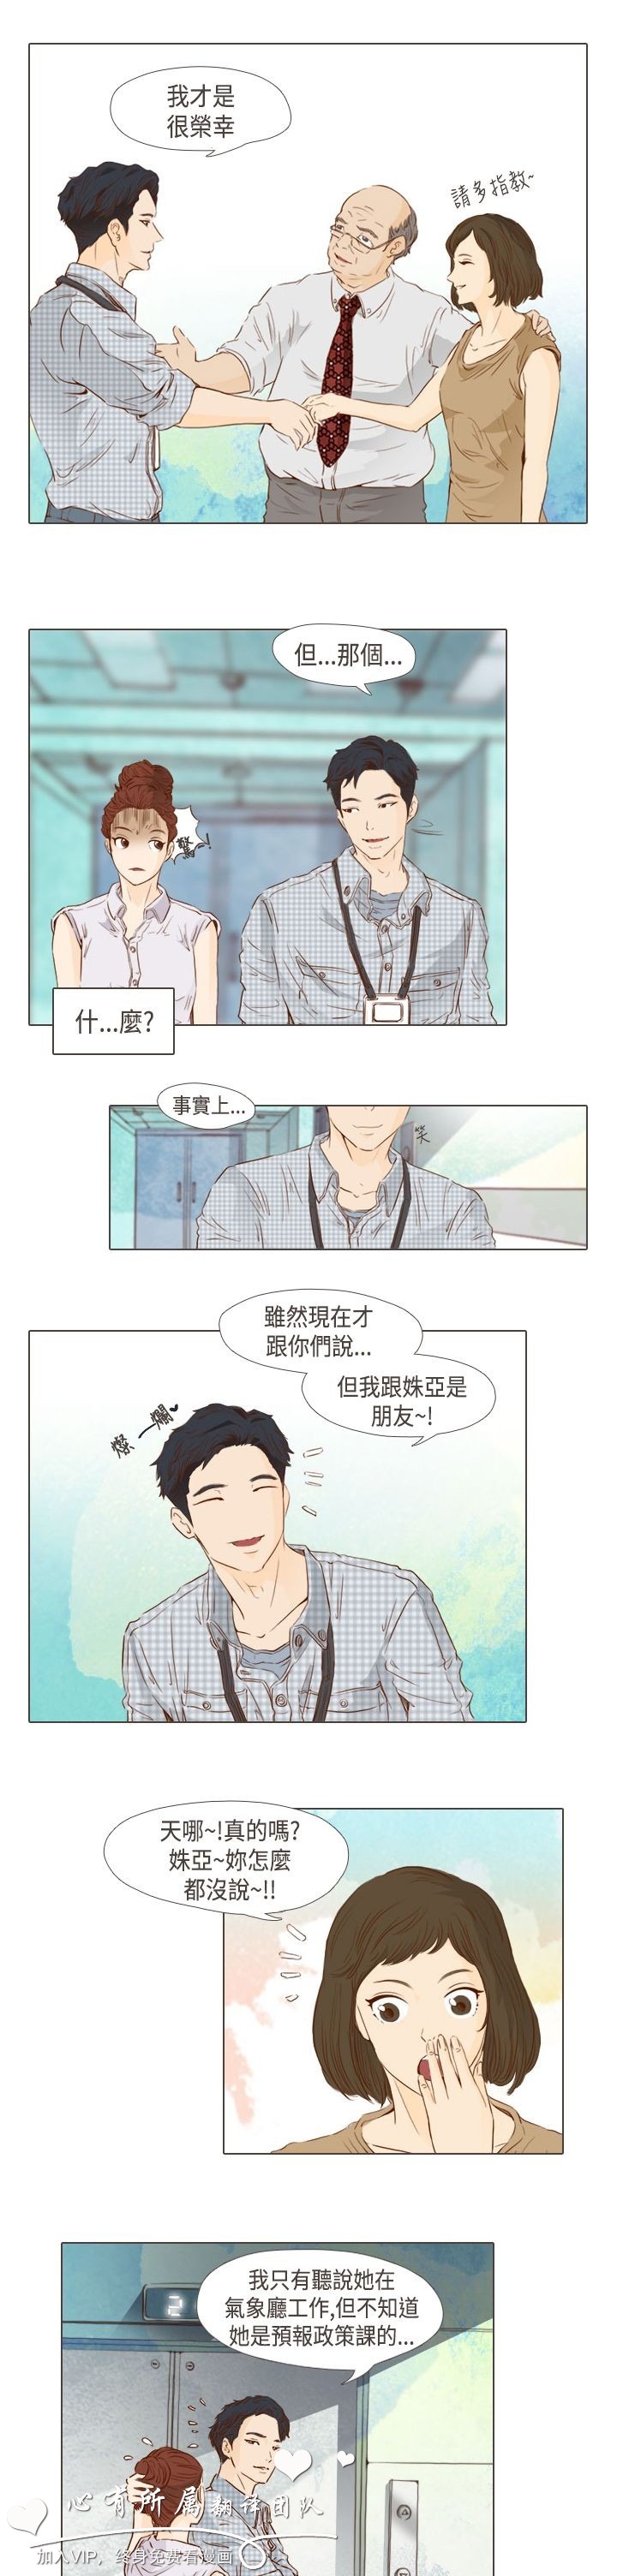 我才是
很榮幸
請多指教~
但...那個...
驚!
什...麼?
事實上...
笑
雖然現在才
跟你們說...
但我跟姝亞是
朋友~!
燦—爛♥
天哪~!真的嗎?
姝亞~妳怎麼
都沒說~!!
我只有聽說她在
氣象廳工作,但不知道
她是預報政策課的...
2
心有所属翻译团队
加入VIP，终身免费看漫画